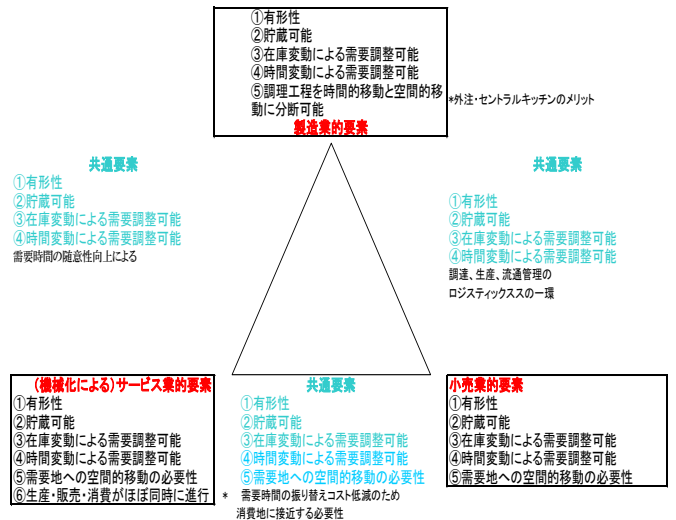 ①有形性
②貯蔵可能
③在庫変動による需要調整可能
④時間変動による需要調整可能
⑤調理工程を時間的移動と空間的移
動に分断可能
製造業的要素
*外注・セントラルキッチンのメリット
共通要素
①有形性
②貯蔵可能
③在庫変動による需要調整可能
④時間変動による需要調整可能
需要時間の随意性向上による
共通要素
①有形性
②貯蔵可能
③在庫変動による需要調整可能
④時間変動による需要調整可能
調達、生産、流通管理の
ロジスティックススの一環
(機械化による)サービス業的要素
①有形性
②貯蔵可能
③在庫変動による需要調整可能
④時間変動による需要調整可能
⑤需要地への空間的移動の必要性
⑥生産・販売・消費がほぼ同時に進行
共通要素
①有形性
②貯蔵可能
③在庫変動による需要調整可能
④時間変動による需要調整可能
⑤需要地への空間的移動の必要性
* 需要時間の振り替えコスト低減のため
消費地に接近する必要性
小売業的要素
①有形性
②貯蔵可能
③在庫変動による需要調整可能
④時間変動による需要調整可能
⑤需要地への空間的移動の必要性